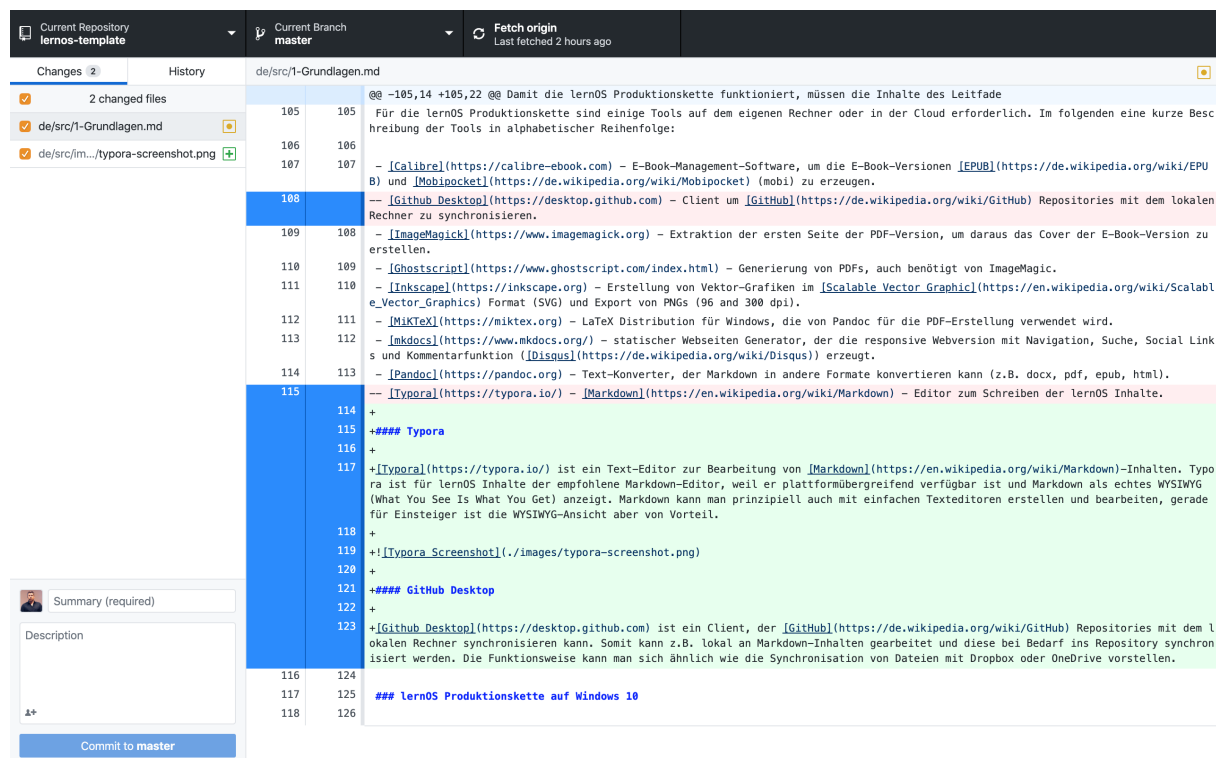 Current Repository
lernos-template
Current Branch
master
Fetch origin
Last fetched 2 hours ago
Changes 2
History
de/src/1-Grundlagen.md
2 changed files
de/src/1-Grundlagen.md
de/src/im.../typora-screenshot.png
@@ -105,14 +105,22 @@ Damit die lernOS Produktionskette funktioniert, müssen die Inhalte des Leitfade
105 105 Für die lernOS Produktionskette sind einige Tools auf dem eigenen Rechner oder in der Cloud erforderlich. Im folgenden eine kurze Besc
hreibung der Tools in alphabetischer Reihenfolge:
106 106
107 107 - [Calibre](https://calibre-ebook.com) - E-Book-Management-Software, um die E-Book-Versionen [EPUB](https://de.wikipedia.org/wiki/EPU
B) und [Mobipocket](https://de.wikipedia.org/wiki/Mobipocket) (mobi) zu erzeugen.
108 -- [Github Desktop](https://desktop.github.com) - Client um [GitHub](https://de.wikipedia.org/wiki/GitHub) Repositories mit dem lokalen
Rechner zu synchronisieren.
109 108 - [ImageMagick](https://www.imagemagick.org) - Extraktion der ersten Seite der PDF-Version, um daraus das Cover der E-Book-Version zu
erstellen.
110 109 - [Ghostscript](https://www.ghostscript.com/index.html) - Generierung von PDFs, auch benötigt von ImageMagic.
111 110 - [Inkscape](https://inkscape.org) - Erstellung von Vektor-Grafiken im [Scalable Vector Graphic](https://en.wikipedia.org/wiki/Scalabl
e_Vector_Graphics) Format (SVG) und Export von PNGs (96 and 300 dpi).
112 111 - [MiKTeX](https://miktex.org) - LaTeX Distribution für Windows, die von Pandoc für die PDF-Erstellung verwendet wird.
113 112 - [mkdocs](https://www.mkdocs.org/) - statischer Webseiten Generator, der die responsive Webversion mit Navigation, Suche, Social Link
s und Kommentarfunktion ([Disqus](https://de.wikipedia.org/wiki/Disqus)) erzeugt.
114 113 - [Pandoc](https://pandoc.org) - Text-Konverter, der Markdown in andere Formate konvertieren kann (z.B. docx, pdf, epub, html).
115 -- [Typora](https://typora.io/) - [Markdown](https://en.wikipedia.org/wiki/Markdown) - Editor zum Schreiben der lernOS Inhalte.
114 +
115 +#### Typora
116 +
117 +[Typora](https://typora.io/) ist ein Text-Editor zur Bearbeitung von [Markdown](https://en.wikipedia.org/wiki/Markdown)-Inhalten. Typo
ra ist für lernOS Inhalte der empfohlene Markdown-Editor, weil er plattformübergreifend verfügbar ist und Markdown als echtes WYSIWYG
(What You See Is What You Get) anzeigt. Markdown kann man prinzipiell auch mit einfachen Texteditoren erstellen und bearbeiten, gerade
für Einsteiger ist die WYSIWYG-Ansicht aber von Vorteil.
118 +
119 +![Typora Screenshot](./images/typora-screenshot.png)
120 +
121 +#### GitHub Desktop
122 +
123 +[Github Desktop](https://desktop.github.com) ist ein Client, der [GitHub](https://de.wikipedia.org/wiki/GitHub) Repositories mit dem l
okalen Rechner synchronisieren kann. Somit kann z.B. lokal an Markdown-Inhalten gearbeitet und diese bei Bedarf ins Repository synchron
isiert werden. Die Funktionsweise kann man sich ähnlich wie die Synchronisation von Dateien mit Dropbox oder OneDrive vorstellen.
116 124
117 125 ### lernOS Produktionskette auf Windows 10
118 126
Summary (required)
Description
Commit to master